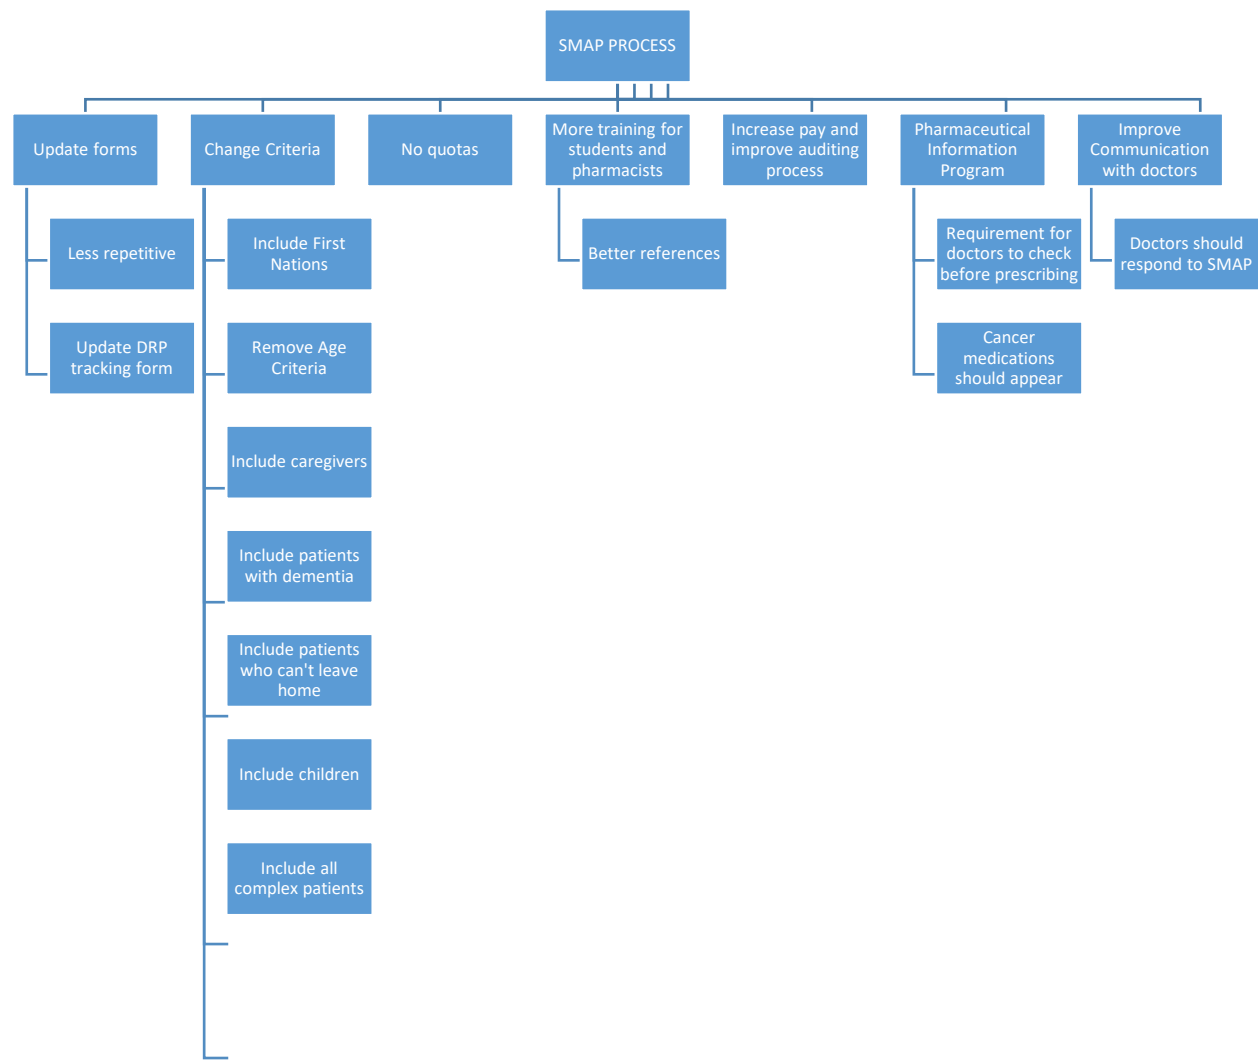 SMAP PROCESS
Update forms
Change Criteria
No quotas
More training for
students and
pharmacists
Increase pay and
improve auditing
process
Pharmaceutical
Information
Program
Improve
Communication
with doctors
Less repetitive
Update DRP
tracking form
Include First
Nations
Remove Age
Criteria
Include caregivers
Include patients
with dementia
Include patients
who can't leave
home
Include children
Include all
complex patients
Better references
Requirement for
doctors to check
before prescribing
Cancer
medications
should appear
Doctors should
respond to SMAP